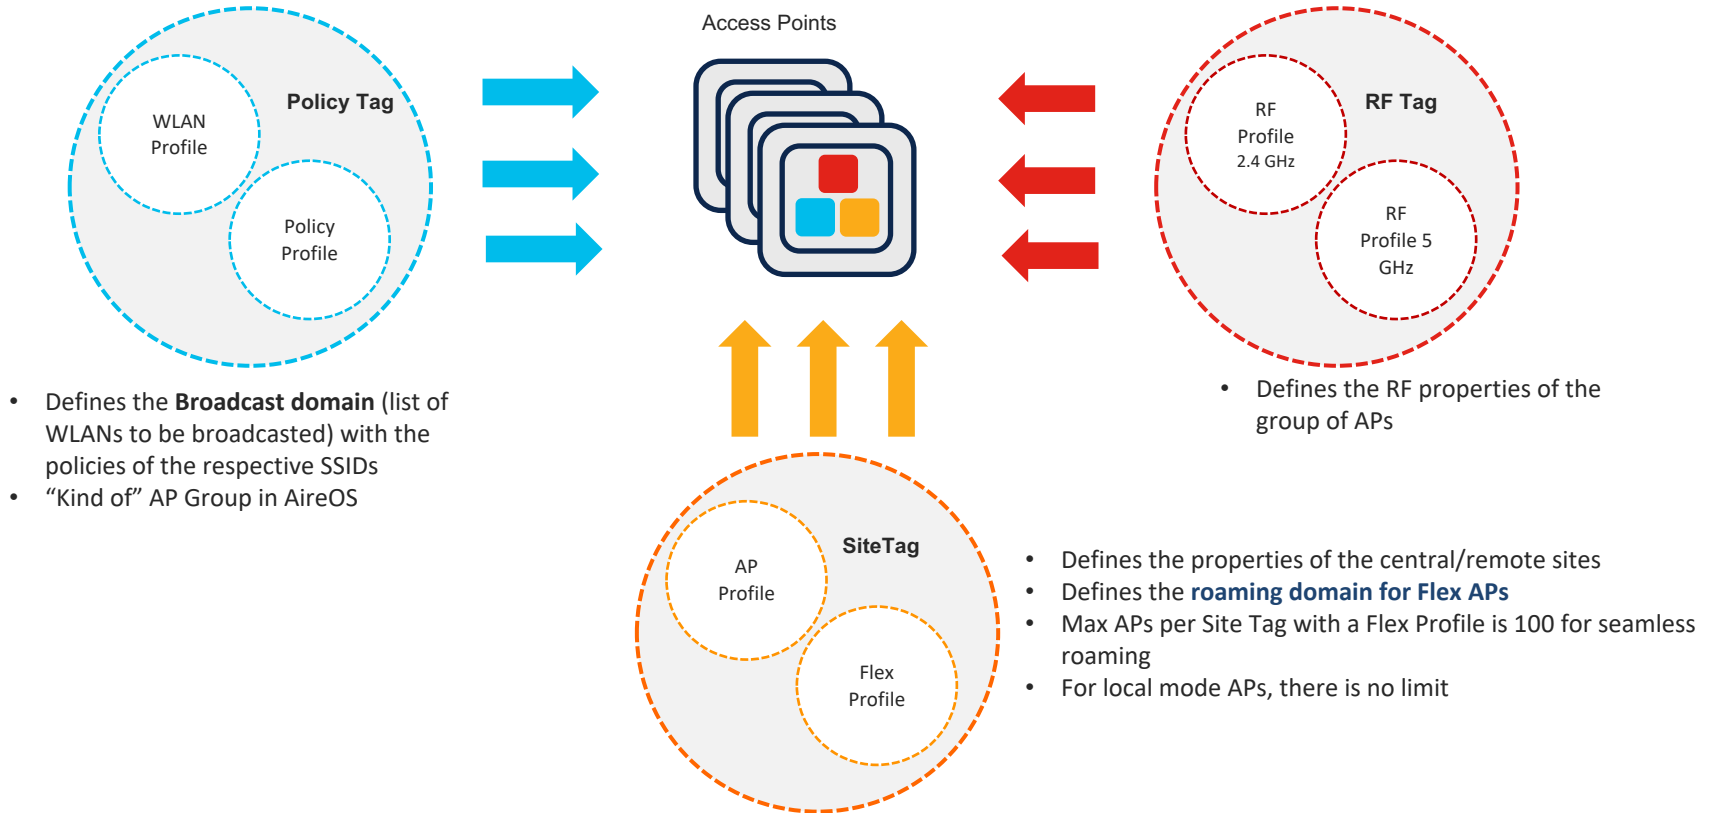 Access Points
Policy Tag
WLAN
Profile
Policy
Profile
RF Tag
RF
Profile
2.4 GHz
RF
Profile 5
GHz
• Defines the Broadcast domain (list of
WLANs to be broadcasted) with the
policies of the respective SSIDs
• “Kind of” AP Group in AireOS
• Defines the RF properties of the
group of APs
SiteTag
AP
Profile
Flex
Profile
• Defines the properties of the central/remote sites
• Defines the roaming domain for Flex APs
• Max APs per Site Tag with a Flex Profile is 100 for seamless
roaming
• For local mode APs, there is no limit